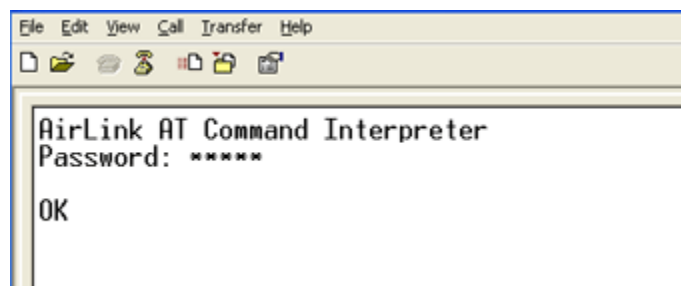 File Edit View Call Transfer Help
AirLink AT Command Interpreter
Password: *****
OK